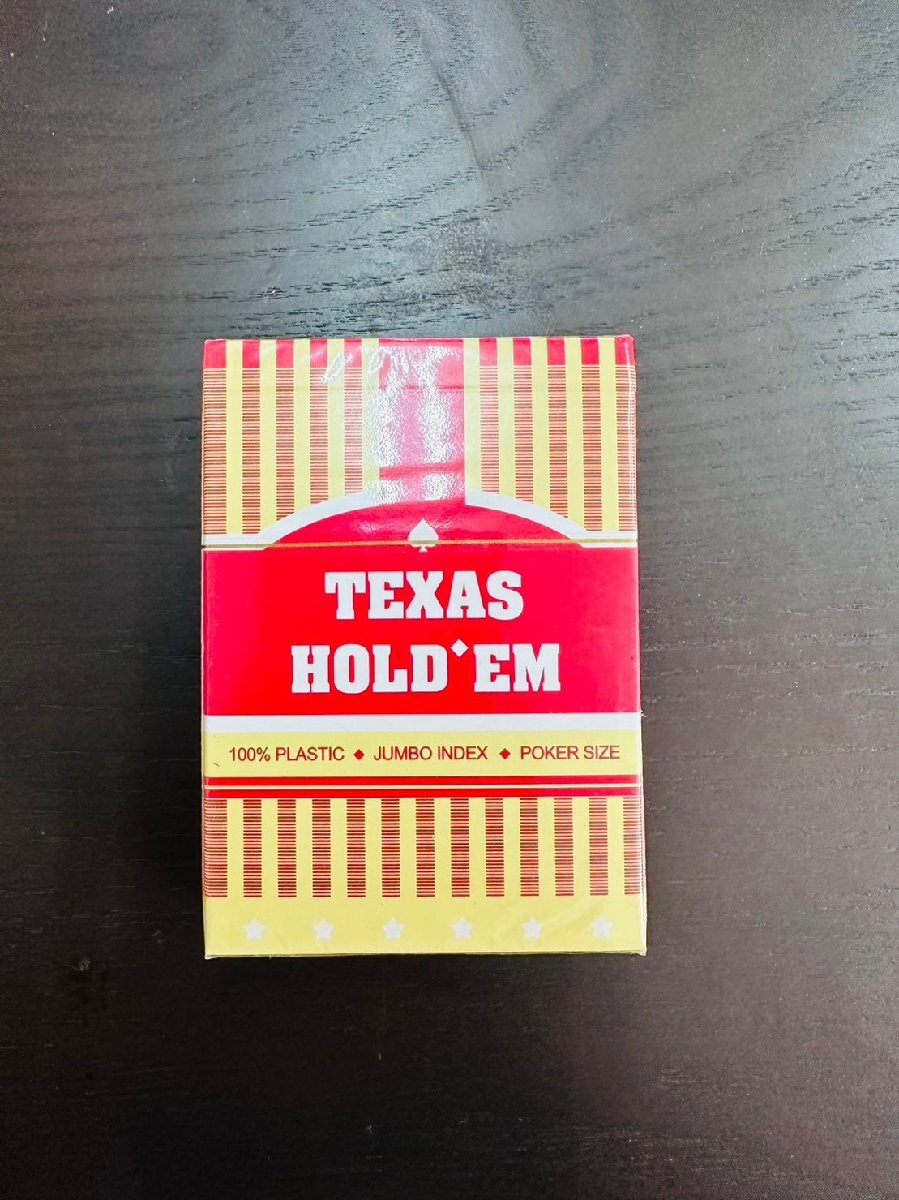 TEXAS
HOLD'EM
100% PLASTIC ♦ JUMBO INDEX ♦ POKER SIZE